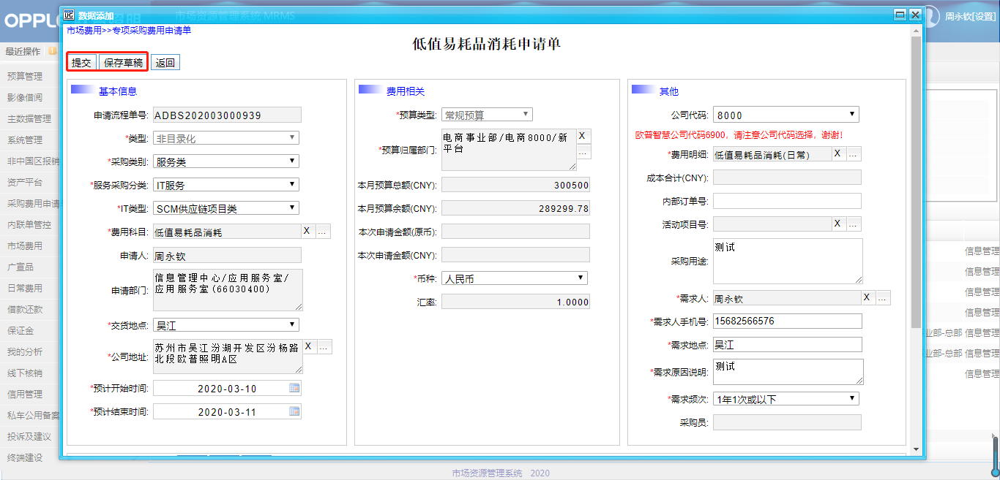 OPPL 照明
市场资源管理系统 MRMS
周永钦[设置]
数据添加
市场费用>>专项采购费用申请单
低值易耗品消耗申请单
提交
保存草稿
返回
最近操作
预算管理
影像借阅
主数据管理
系统管理
非中国区报销
资产平台
采购费用申请
内联单管控
市场费用
广宣品
日常费用
借款还款
保证金
我的分析
线下核销
信用管理
私车公用备案
投诉及建议
终端建设
基本信息
申请流程单号: ADBS202003000939
*类型: 非目录化
*采购类别: 服务类
*服务采购分类: IT服务
*IT类型: SCM供应链项目类
*费用科目: 低值易耗品消耗 X ...
申请人: 周永钦
申请部门: 信息管理中心/应用服务室/
应用服务室(66030400)
*交货地点: 吴江
*公司地址: 苏州市吴江汾湖开发区汾杨路 X ...
北段欧普照明A区
*预计开始时间: 2020-03-10
*预计结束时间: 2020-03-11
费用相关
*预算类型: 常规预算
*预算归属部门: 电商事业部/电商8000/新 X ...
平台
本月预算总额(CNY): 300500
本月预算余额(CNY): 289299.78
本次申请金额(原币):
本次申请金额(CNY):
*币种: 人民币
汇率: 1.0000
其他
公司代码: 8000
欧普智慧公司代码6900，请注意公司代码选择，谢谢！
*费用明细: 低值易耗品消耗(日常) X ...
成本合计(CNY):
内部订单号:
活动项目号: X ...
采购用途: 测试
*需求人: 周永钦 X ...
*需求人手机号: 15682566576
*需求地点: 吴江
*需求原因说明: 测试
*需求频次: 1年1次或以下
采购员:
信息管理
信息管理
信息管理
信息管理
业部-总部 信息管理
业部-总部 信息管理
信息管理
市场资源管理系统 2020